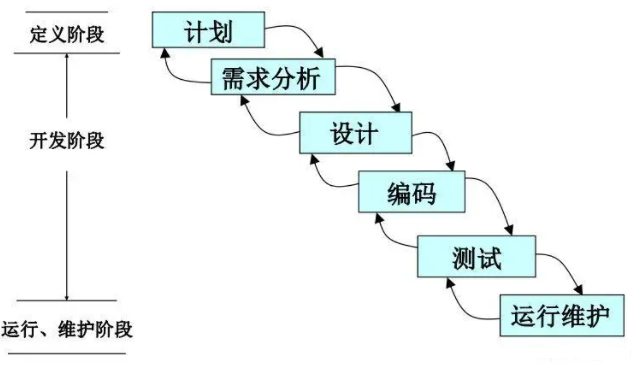 定义阶段
计划
需求分析
开发阶段
设计
编码
测试
运行、维护阶段
运行维护